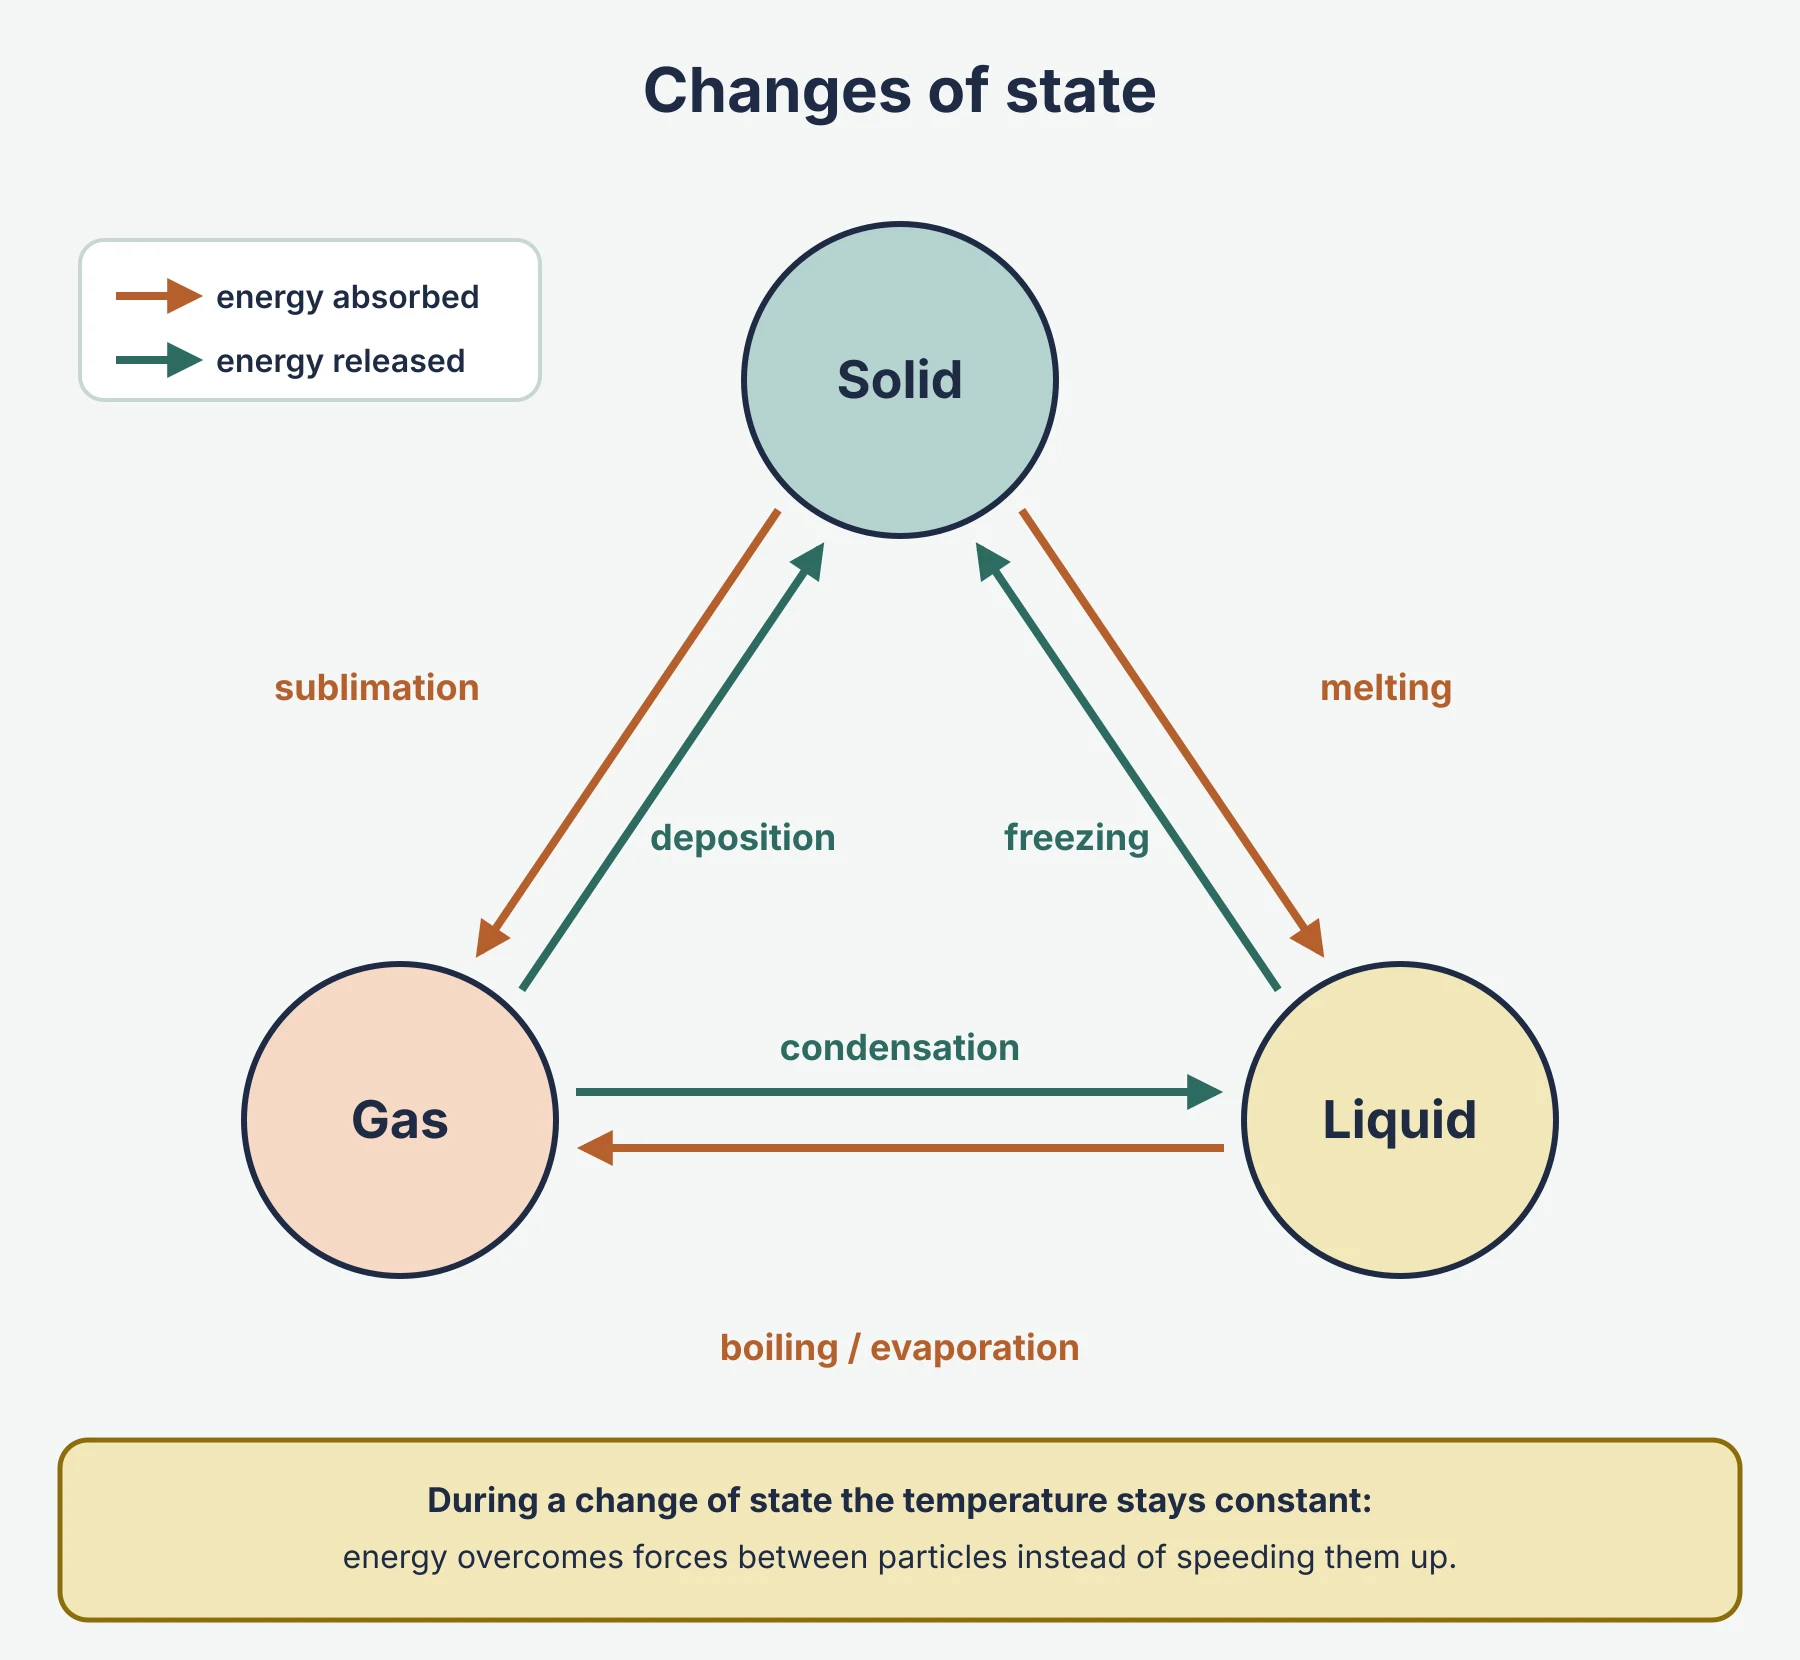 Changes of state
energy absorbed
energy released
Solid
sublimation
melting
deposition
freezing
condensation
Gas
Liquid
boiling / evaporation
During a change of state the temperature stays constant:
energy overcomes forces between particles instead of speeding them up.